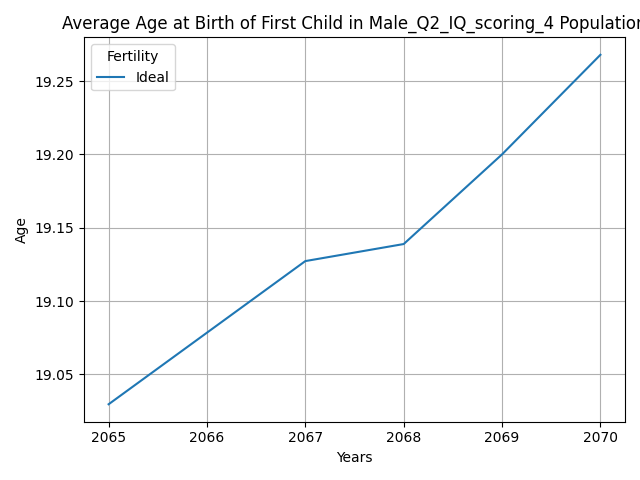 Average Age at Birth of First Child in Male_Q2_IQ_scoring_4 Population
Fertility
Ideal
19.25
19.20
19.15
19.10
19.05
Age
2065 2066 2067 2068 2069 2070
Years